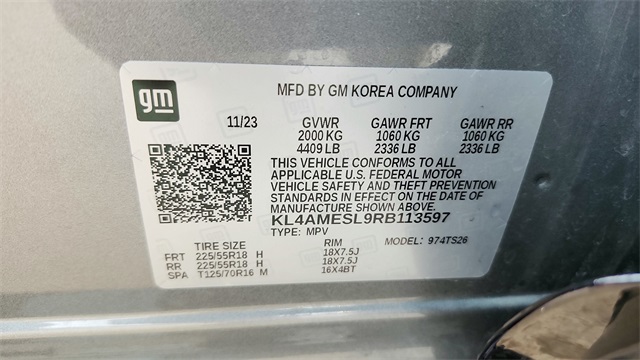 gm
MFD BY GM KOREA COMPANY
11/23 GVWR GAWR FRT GAWR RR
2000 KG 1060 KG 1060 KG
4409 LB 2336 LB 2336 LB
THIS VEHICLE CONFORMS TO ALL
APPLICABLE U.S. FEDERAL MOTOR
VEHICLE SAFETY AND THEFT PREVENTION
STANDARDS IN EFFECT ON THE DATE OF
MANUFACTURE SHOWN ABOVE.
KL4AMESL9RB113597
TYPE: MPV MODEL: 974TS26
TIRE SIZE RIM
FRT 225/55R18 H 18X7.5J
RR 225/55R18 H 18X7.5J
SPA T125/70R16 M 16X4BT